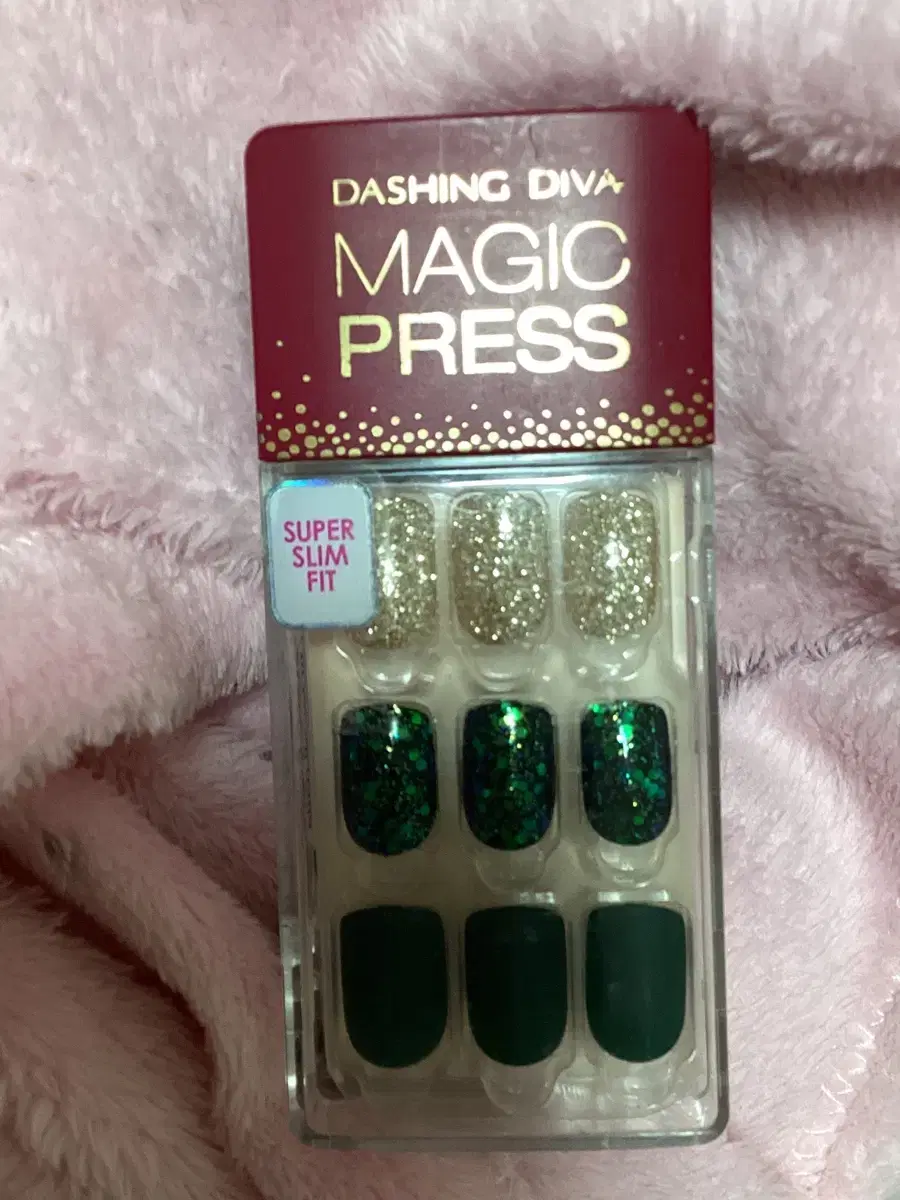 DASHING DIVA
MAGIC
PRESS
SUPER
SLIM
FIT